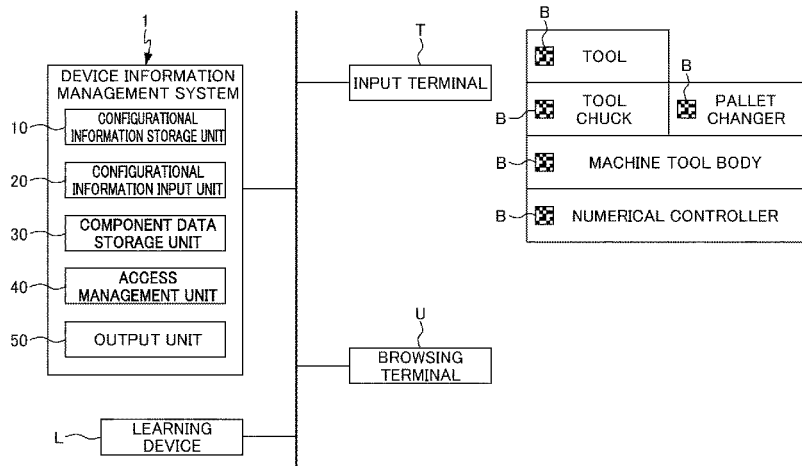 1
DEVICE INFORMATION
MANAGEMENT SYSTEM
10
CONFIGURATIONAL
INFORMATION STORAGE UNIT
20
CONFIGURATIONAL
INFORMATION INPUT UNIT
30
COMPONENT DATA
STORAGE UNIT
40
ACCESS
MANAGEMENT UNIT
50
OUTPUT UNIT
L
LEARNING
DEVICE
T
INPUT TERMINAL
U
BROWSING
TERMINAL
B
TOOL
B
TOOL
CHUCK
B
PALLET
CHANGER
B
MACHINE TOOL BODY
B
NUMERICAL CONTROLLER